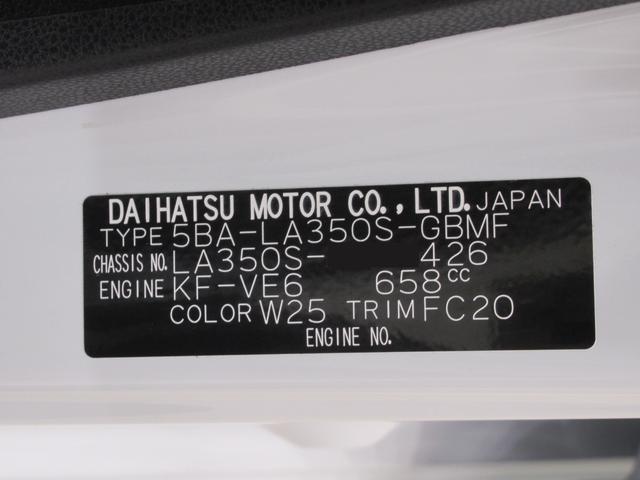 DAIHATSU MOTOR CO., LTD. JAPAN
TYPE 5BA-LA350S-GBMF
CHASSIS NO. LA350S- 426
ENGINE KF-VE6 658cc
COLOR W25 TRIM FC20
ENGINE NO.